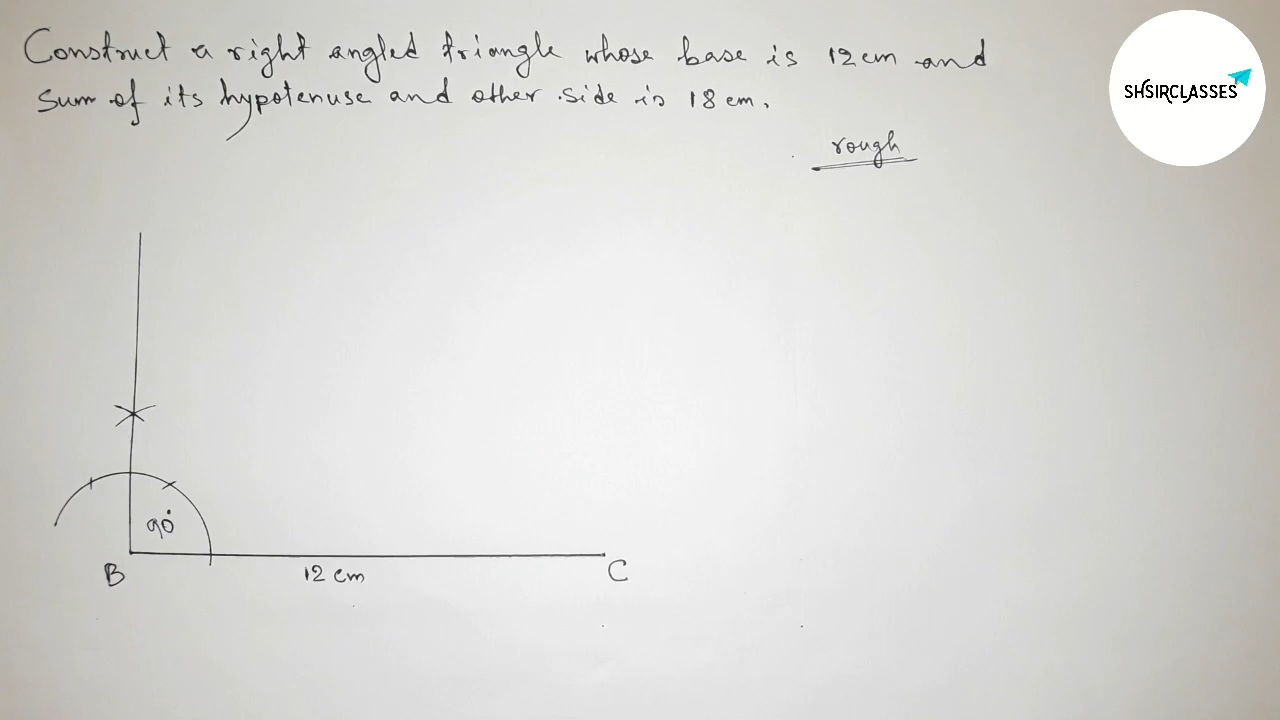 Construct a right angled triangle whose base is 12 cm and
Sum of its hypotenuse and other side is 18 cm.
SHSIRCLASSES
rough
90°
B
12 cm
C